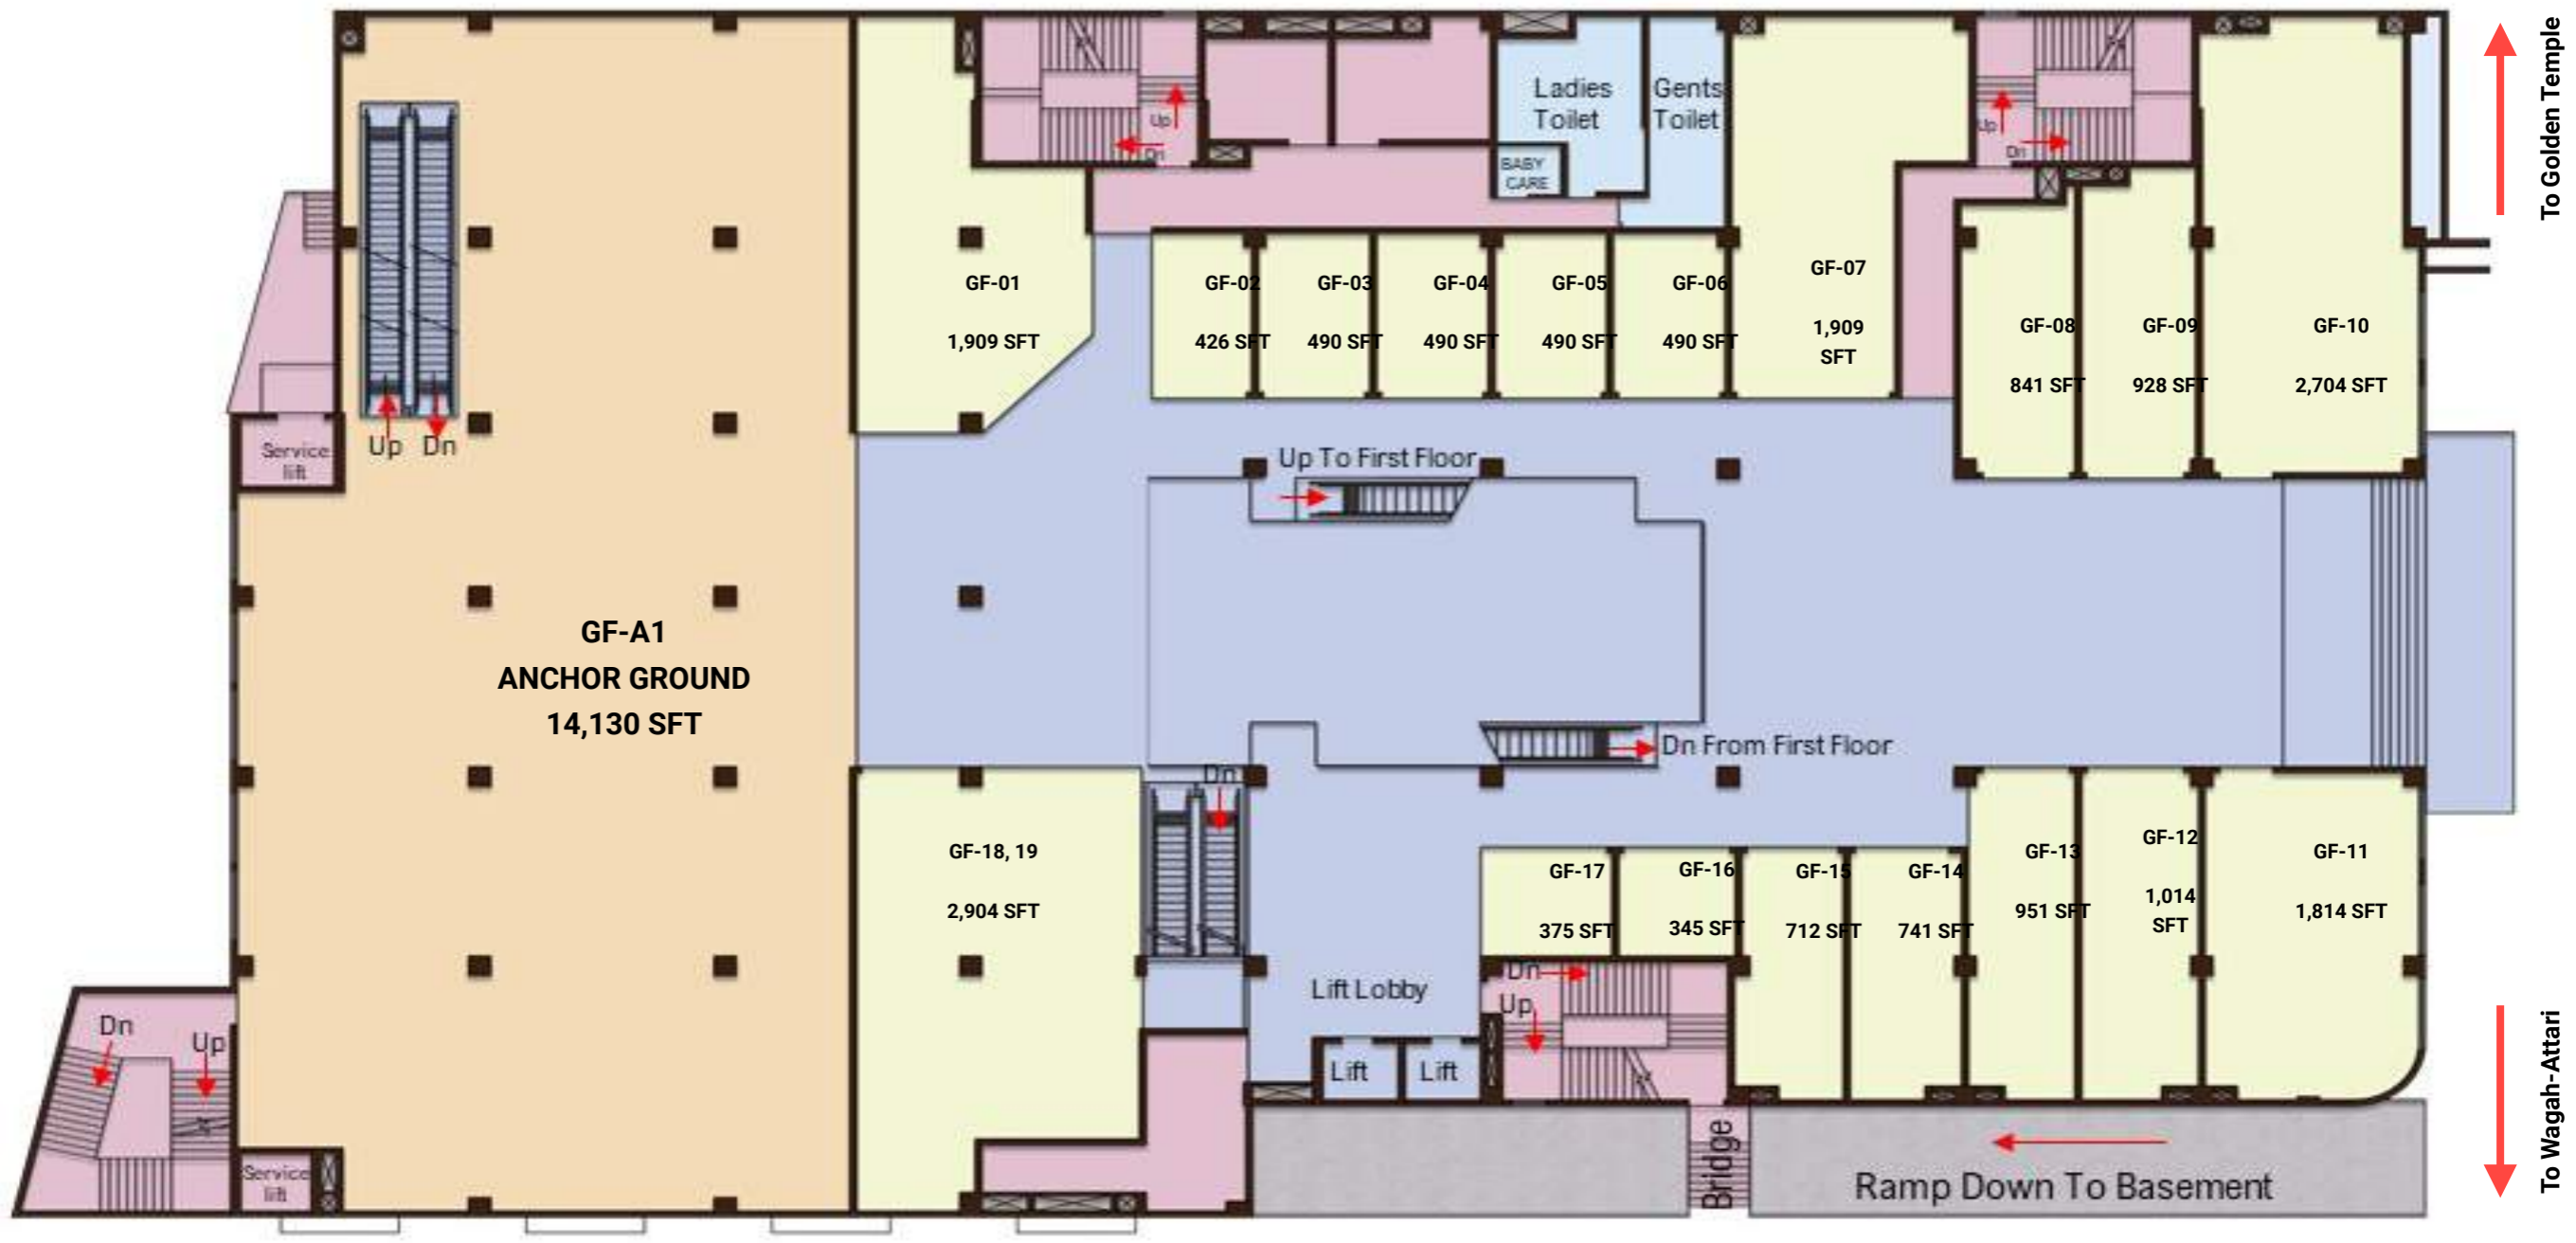 To Golden Temple
Ladies
Toilet
Gents
Toilet
BABY
CARE
Up
Dn
Up
Dn
GF-01
1,909 SFT
GF-02
426 SFT
GF-03
490 SFT
GF-04
490 SFT
GF-05
490 SFT
GF-06
490 SFT
GF-07
1,909
SFT
GF-08
841 SFT
GF-09
928 SFT
GF-10
2,704 SFT
Up
Dn
Service
lift
Up To First Floor
GF-A1
ANCHOR GROUND
14,130 SFT
Dn From First Floor
Dn
GF-18, 19
2,904 SFT
GF-17
375 SFT
GF-16
345 SFT
GF-15
712 SFT
GF-14
741 SFT
GF-13
951 SFT
GF-12
1,014
SFT
GF-11
1,814 SFT
Lift Lobby
Dn
Up
Lift
Lift
Dn
Up
Service
lift
Bridge
Ramp Down To Basement
To Wagah-Attari